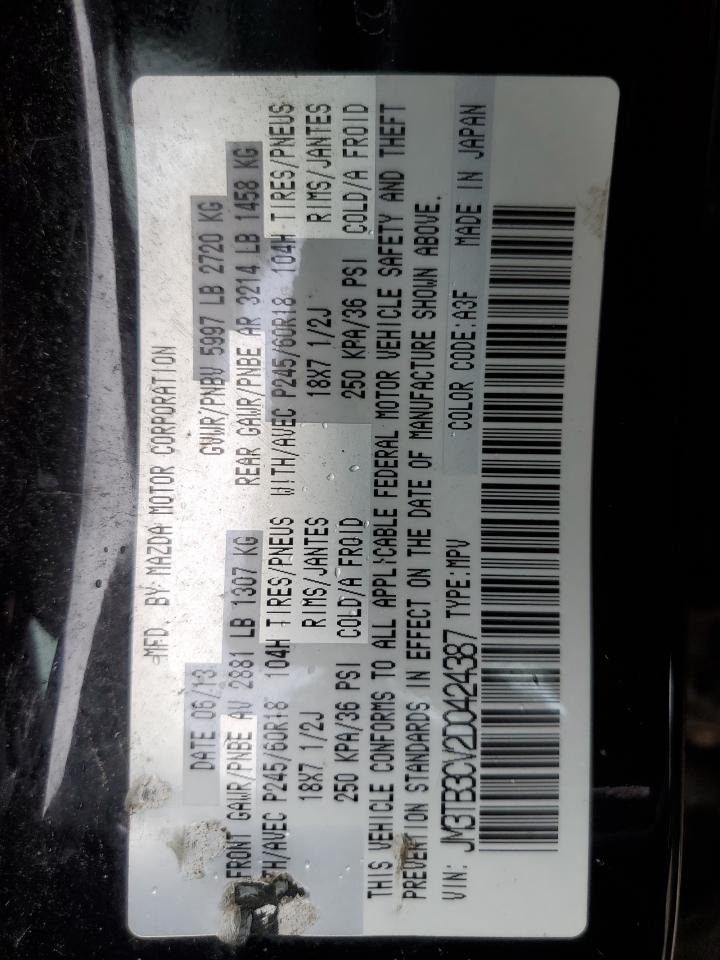 MFD. BY MAZDA MOTOR CORPORATION
DATE 06/13 GVWR/PNBV 5997 LB 2720 KG
FRONT GAWR/PNBE AV 2881 LB 1307 KG REAR GAWR/PNBE AR 3214 LB 1458 KG
TH/AVEC P245/60R18 104H TIRES/PNEUS WITH/AVEC P245/60R18 104H TIRES/PNEUS
18X7 1/2J RIMS/JANTES 18X7 1/2J RIMS/JANTES
250 KPA/36 PSI COLD/A FROID 250 KPA/36 PSI COLD/A FROID
THIS VEHICLE CONFORMS TO ALL APPLICABLE FEDERAL MOTOR VEHICLE SAFETY AND THEFT
PREVENTION STANDARDS IN EFFECT ON THE DATE OF MANUFACTURE SHOWN ABOVE.
VIN: JM3TB3CV2D0424387 TYPE:MPV COLOR CODE:A3F MADE IN JAPAN